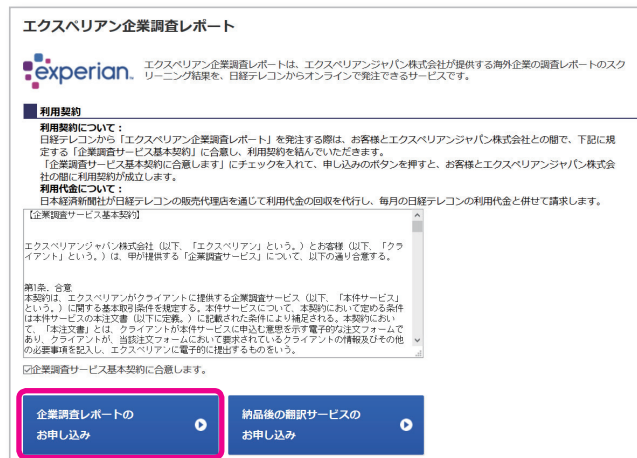 エクスペリアン企業調査レポート
experian.
エクスペリアン企業調査レポートは、エクスペリアンジャパン株式会社が提供する海外企業の調査レポートのスク
リーニング結果を、日経テレコンからオンラインで発注できるサービスです。
利用契約
利用契約について：
日経テレコンから「エクスペリアン企業調査レポート」を発注する際は、お客様とエクスペリアンジャパン株式会社との間で、下記に規
定する「企業調査サービス基本契約」に合意し、利用契約を結んでいただきます。
「企業調査サービス基本契約に合意します」にチェックを入れて、申し込みのボタンを押すと、お客様とエクスペリアンジャパン株式会
社の間に利用契約が成立します。
利用代金について：
日本経済新聞社が日経テレコンの販売代理店を通じて利用代金の回収を代行し、毎月の日経テレコンの利用代金と併せて請求します。
【企業調査サービス基本契約】
エクスペリアンジャパン株式会社（以下、「エクスペリアン」という。）とお客様（以下、「クラ
イアント」という。）は、甲が提供する「企業調査サービス」について、以下の通り合意する。
第1条．合意
本契約は、エクスペリアンがクライアントに提供する企業調査サービス（以下、「本件サービス」
という。）に関する基本取引条件を規定する。本件サービスについて、本契約において定める条件
は本件サービスの本注文書（以下に定義。）に記載された条件により補足される。本契約におい
て、「本注文書」とは、クライアントが本件サービスに申込む意思を示す電子的な注文フォームで
あり、クライアントが、当該注文フォームにおいて要求されているクライアントの情報及びその他
の必要事項を記入し、エクスペリアンに電子的に提出するものをいう。
企業調査サービス基本契約に合意します。
企業調査レポートの
お申し込み
納品後の翻訳サービスの
お申し込み